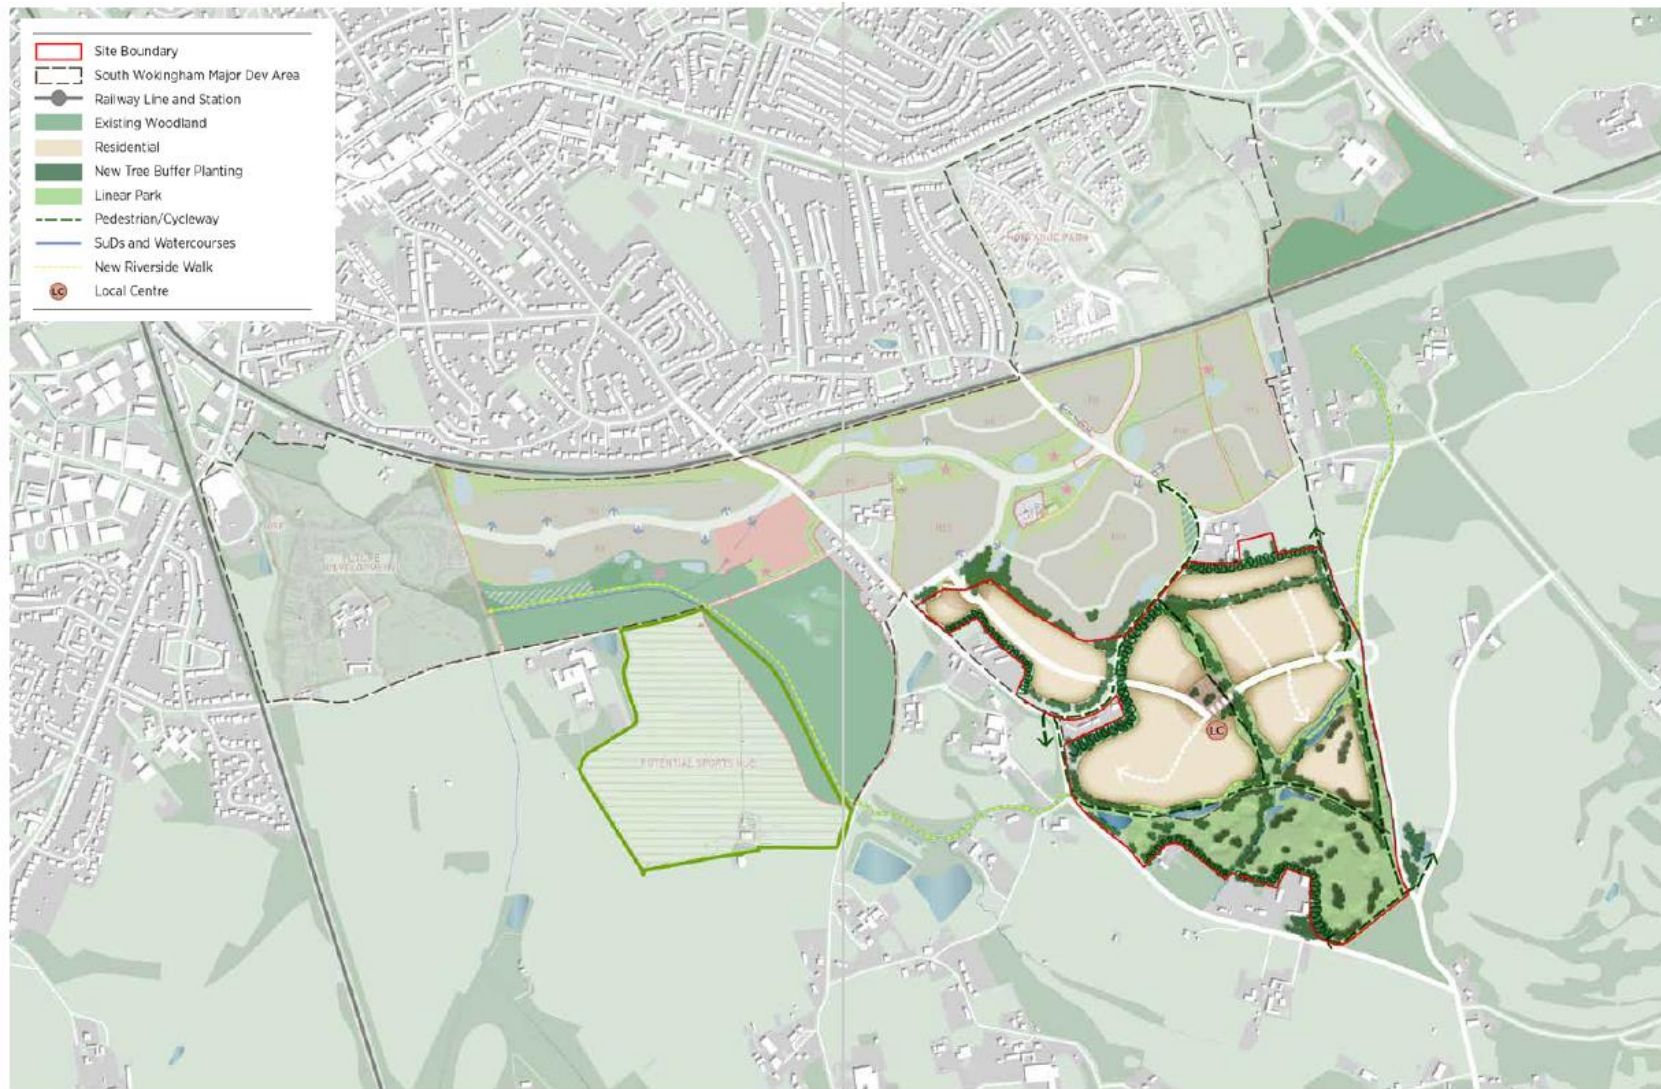 Site Boundary
South Wokingham Major Dev Area
Railway Line and Station
Existing Woodland
Residential
New Tree Buffer Planting
Linear Park
Pedestrian/Cycleway
SuDs and Watercourses
New Riverside Walk
LC Local Centre
FUTURE
DEVELOPMENT
POTENTIAL SPORTS HUB
LC